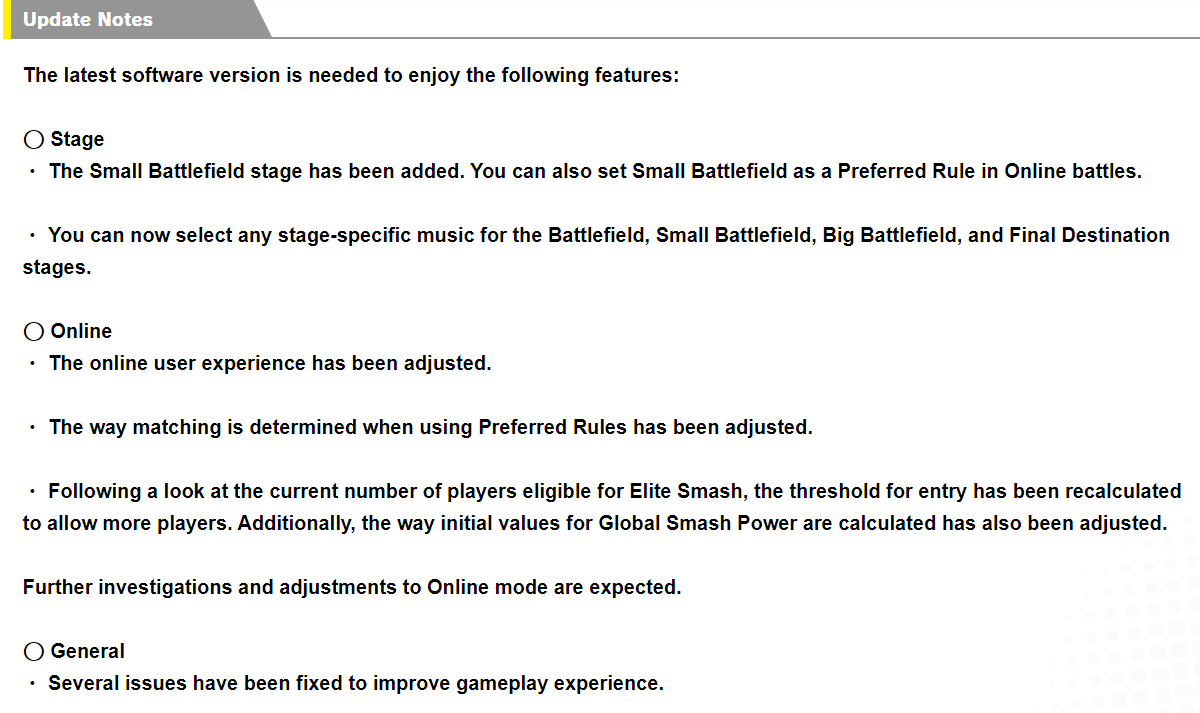 Update Notes
The latest software version is needed to enjoy the following features:
○ Stage
・ The Small Battlefield stage has been added. You can also set Small Battlefield as a Preferred Rule in Online battles.
・ You can now select any stage-specific music for the Battlefield, Small Battlefield, Big Battlefield, and Final Destination
stages.
○ Online
・ The online user experience has been adjusted.
・ The way matching is determined when using Preferred Rules has been adjusted.
・ Following a look at the current number of players eligible for Elite Smash, the threshold for entry has been recalculated
to allow more players. Additionally, the way initial values for Global Smash Power are calculated has also been adjusted.
Further investigations and adjustments to Online mode are expected.
○ General
・ Several issues have been fixed to improve gameplay experience.